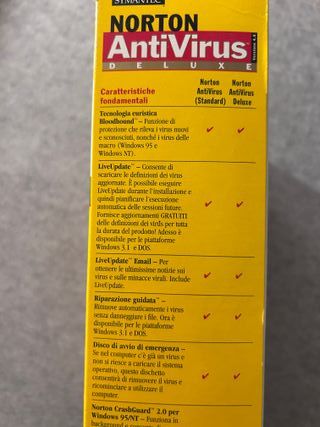 SYMANTEC
NORTON
AntiVirus
DELUXE
Caratteristiche
fondamentali
Norton
AntiVirus
(Standard)
Norton
AntiVirus
Deluxe
Tecnologia euristica
Bloodhound™ – Funzione di
protezione che rileva i virus nuovi
e sconosciuti, nonché i virus delle
macro (Windows 95 e
Windows NT).
✓ ✓
LiveUpdate™ – Consente di
scaricare le definizioni dei virus
aggiornate. È possibile eseguire
LiveUpdate durante l'installazione e
quindi pianificare l'esecuzione
automatica delle sessioni future.
Fornisce aggiornamenti GRATUITI
delle definizioni dei virus per tutta
la durata del prodotto! Adesso è
disponibile per le piattaforme
Windows 3.1 e DOS.
✓ ✓
LiveUpdate™ Email – Per
ottenere le ultimissime notizie sui
virus e sulle minacce virali. Include
LiveUpdate.
✓ ✓
Riparazione guidata™ –
Rimuove automaticamente i virus
senza danneggiare i file. Ora è
disponibile per le piattaforme
Windows 3.1 e DOS.
✓ ✓
Disco di avvio di emergenza –
Se nel computer c'è già un virus e
non si riesce a caricare il sistema
operativo, questo dischetto
consentirà di rimuovere il virus e
ricominciare a utilizzare il
computer.
✓ ✓
Norton CrashGuard™ 2.0 per
Windows 95/NT – Funziona in